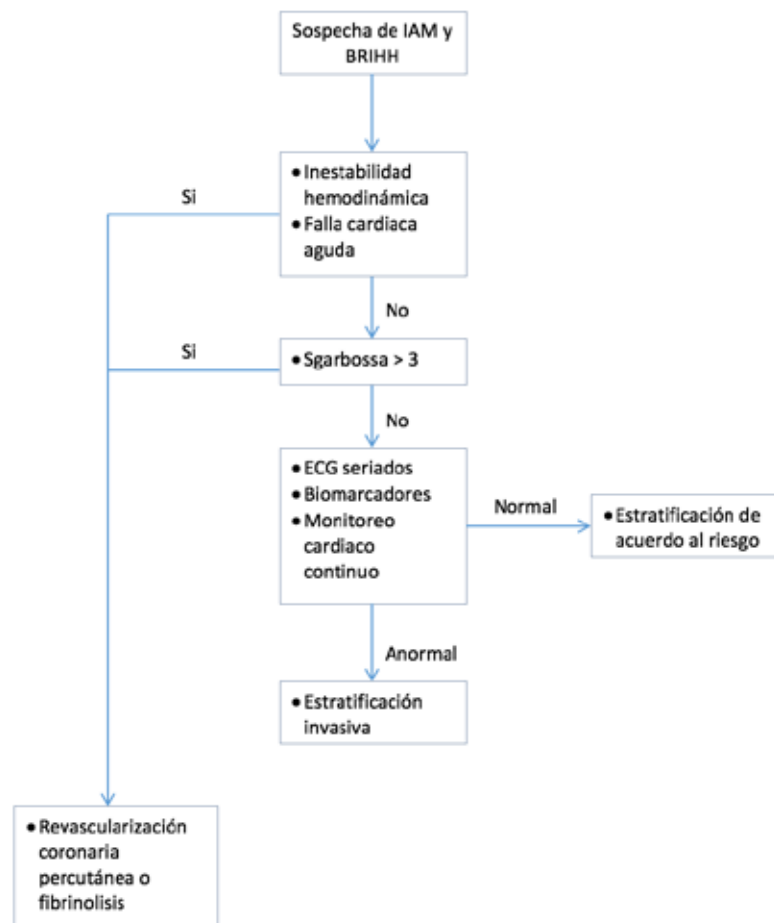 Sospecha de IAM y
BRIHH
• Inestabilidad
hemodinámica
• Falla cardiaca
aguda
Si
No
Si
• Sgarbossa > 3
No
• ECG seriados
• Biomarcadores
• Monitoreo
cardiaco
continuo
Normal
• Estratificación de
acuerdo al riesgo
Anormal
• Estratificación
invasiva
• Revascularización
coronaria
percutánea o
fibrinolisis